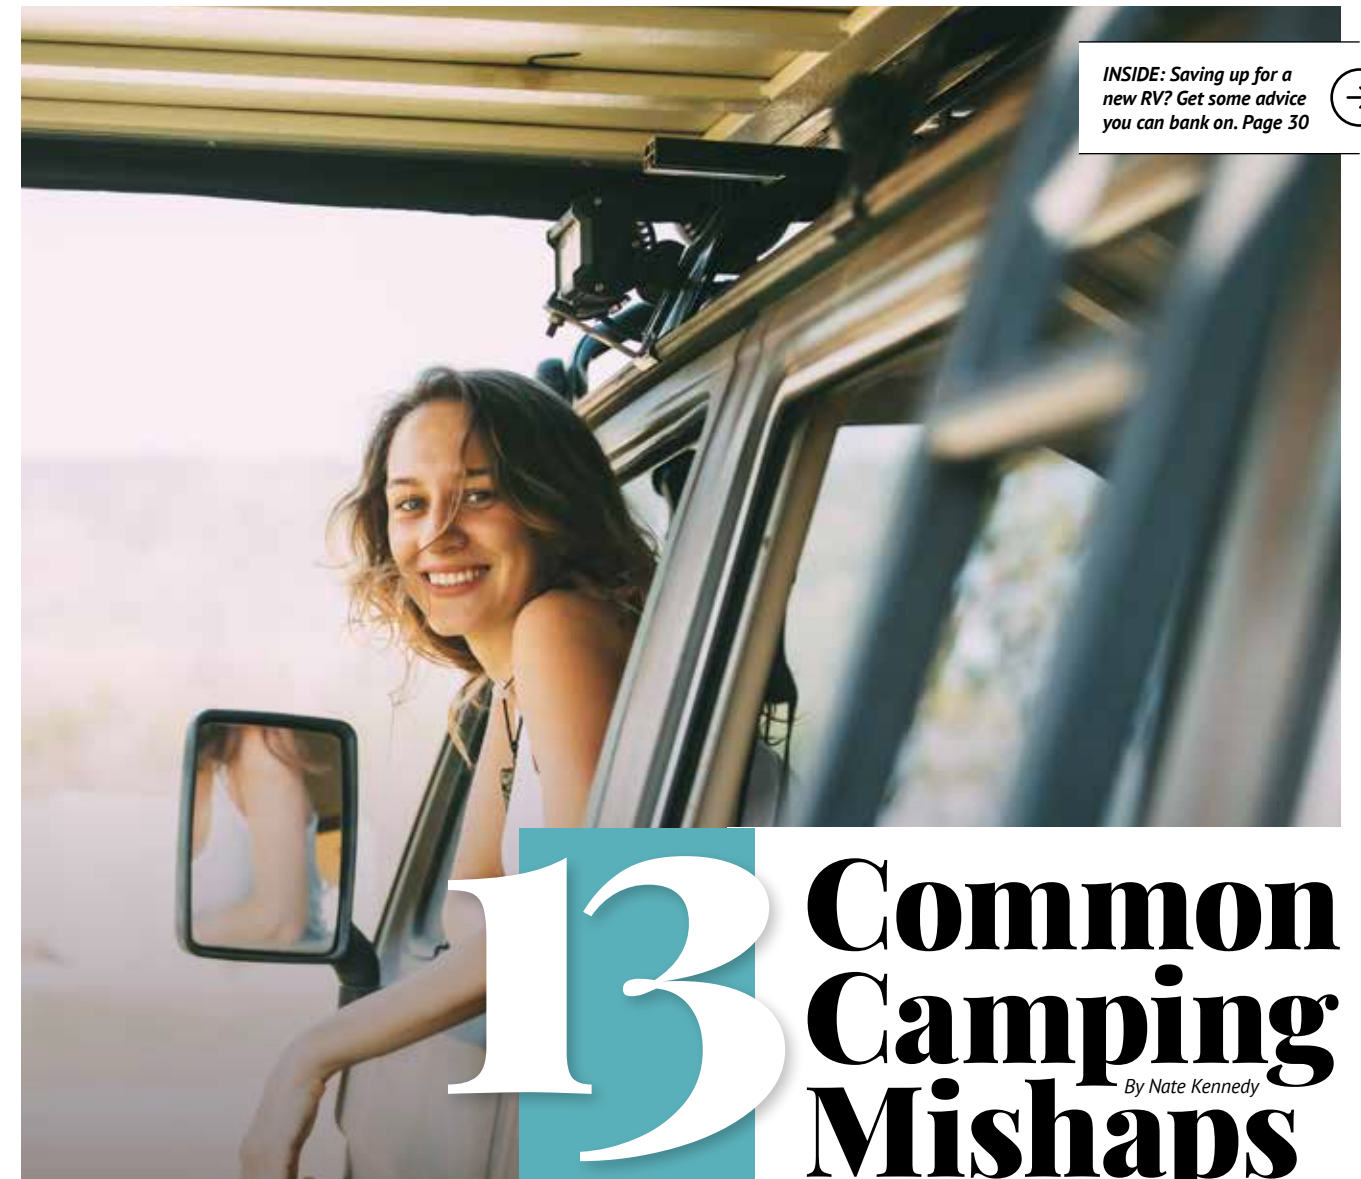 INSIDE: Saving up for a
new RV? Get some advice
you can bank on. Page 30
13
Common
Camping
By Nate Kennedy
Mishaps